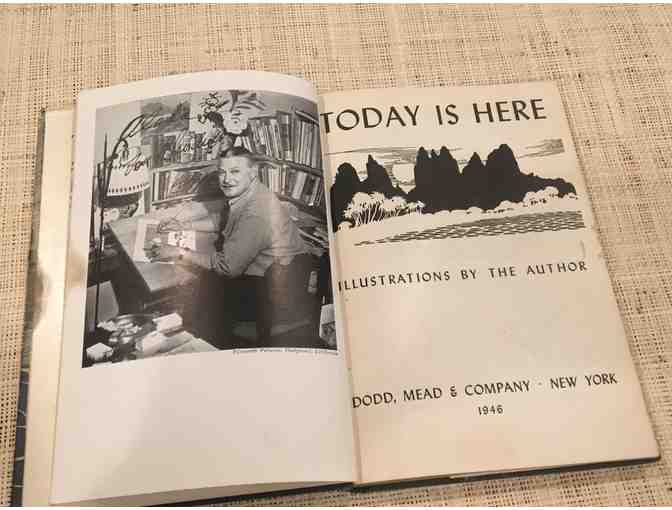 TODAY IS HERE
ILLUSTRATIONS BY THE AUTHOR
DODD, MEAD & COMPANY · NEW YORK
1946